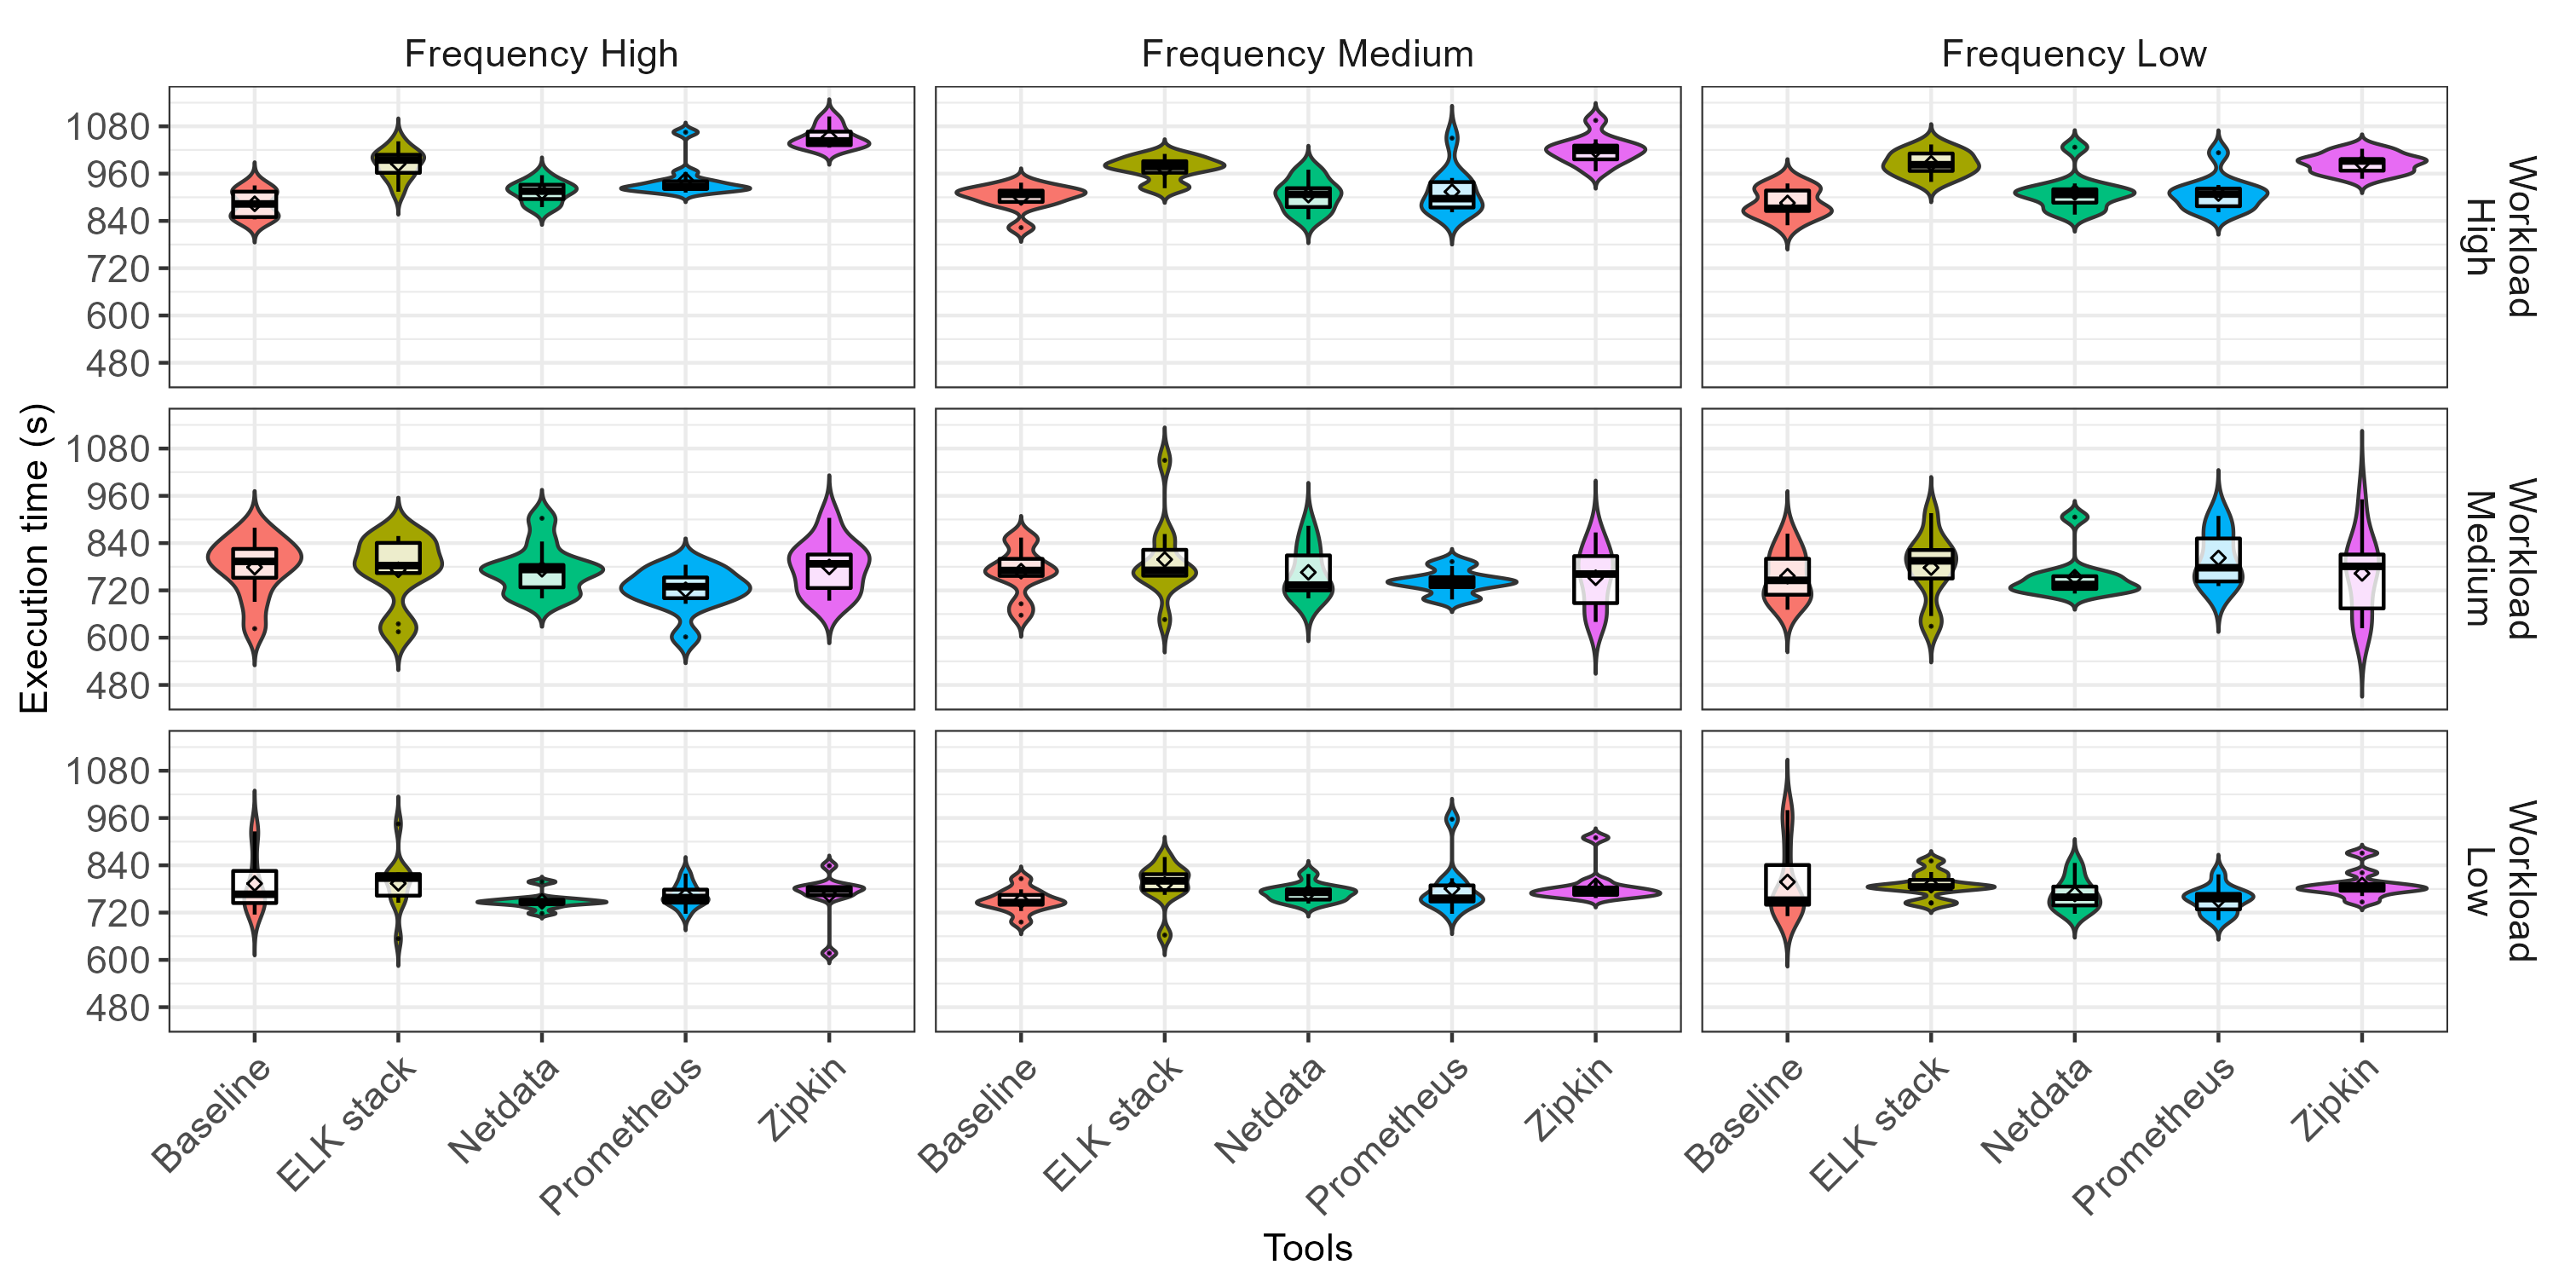 Frequency High
Frequency Medium
Frequency Low
1080
960
840
720
600
480
Workload
High
Execution time (s)
1080
960
840
720
600
480
Workload
Medium
1080
960
840
720
600
480
Workload
Low
Baseline
ELK stack
Netdata
Prometheus
Zipkin
Baseline
ELK stack
Netdata
Prometheus
Zipkin
Baseline
ELK stack
Netdata
Prometheus
Zipkin
Tools